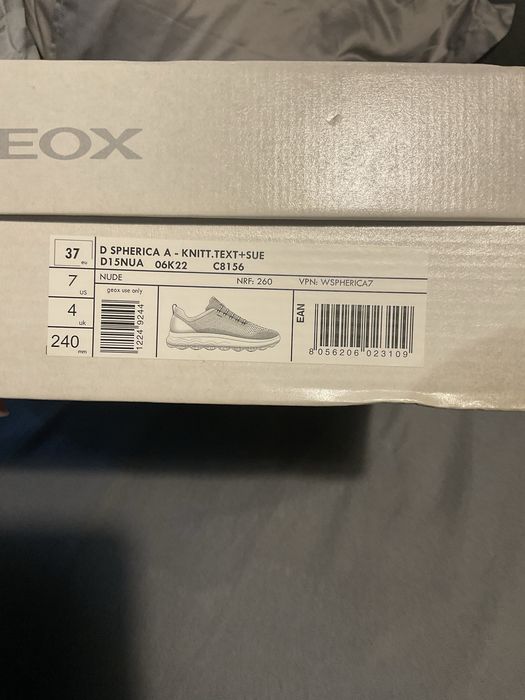 EOX
37 eu
7 us
4 uk
240 mm
D SPHERICA A - KNITT.TEXT+SUE
D15NUA 06K22 C8156
NUDE NRF: 260 VPN: WSPHERICA7
geox use only
1224 9244
EAN
8 056206 023109